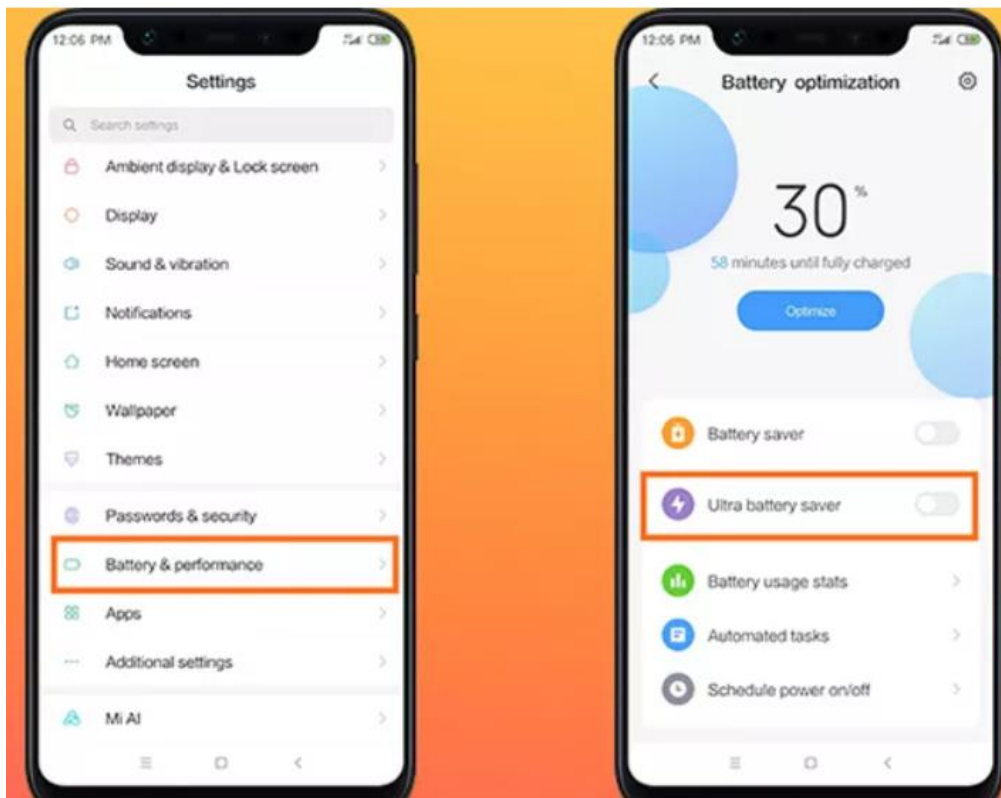 12:06 PM
Settings
Search settings
Ambient display & Lock screen
Display
Sound & vibration
Notifications
Home screen
Wallpaper
Themes
Passwords & security
Battery & performance
Apps
Additional settings
Mi AI
12:06 PM
Battery optimization
30%
58 minutes until fully charged
Optimize
Battery saver
Ultra battery saver
Battery usage stats
Automated tasks
Schedule power on/off